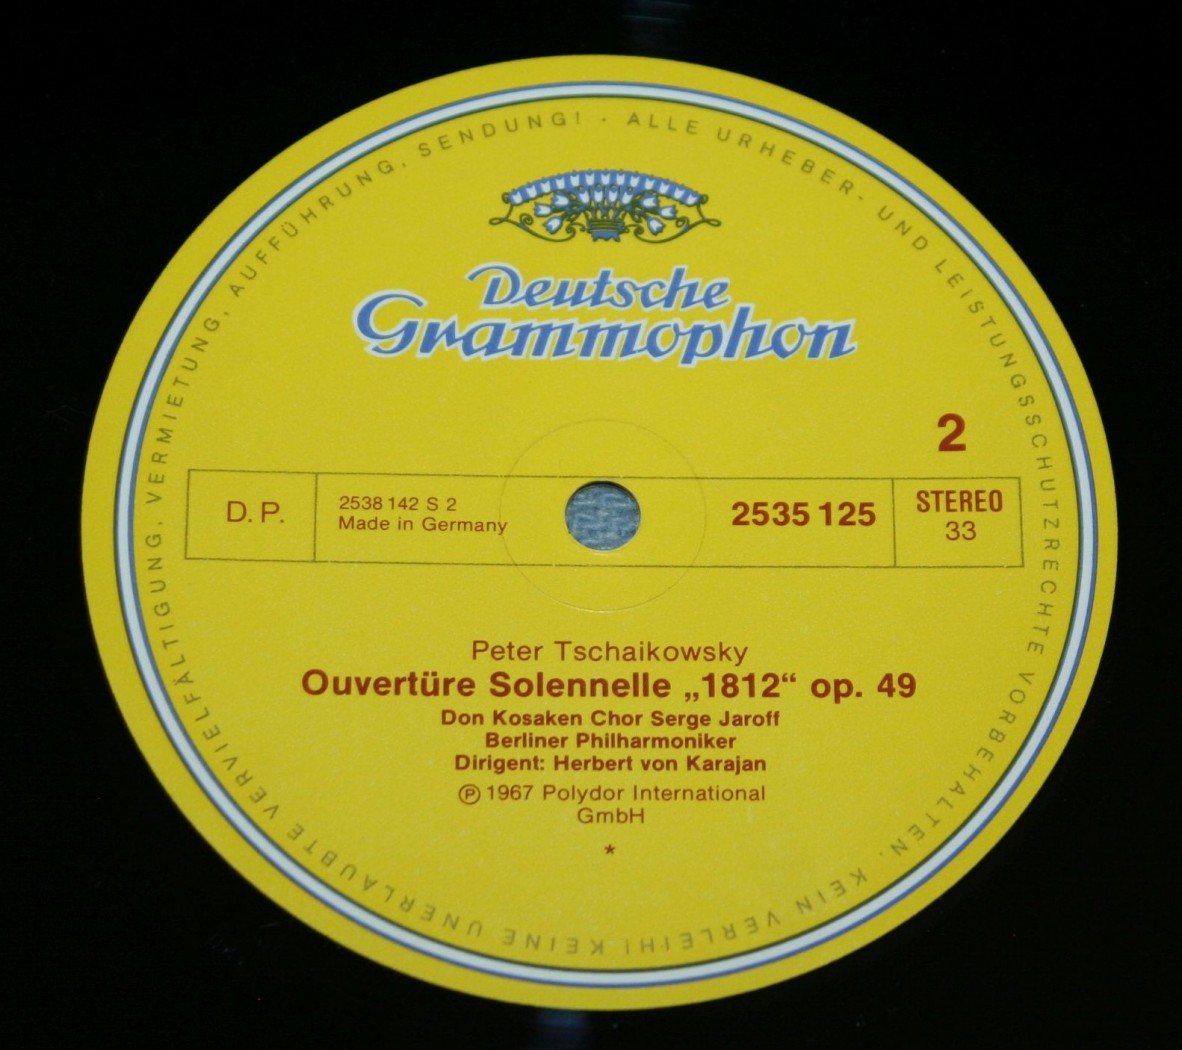 Deutsche
Grammophon
2
D. P.
2538 142 S 2
Made in Germany
2535 125
STEREO
33
Peter Tschaikowsky
Ouvertüre Solennelle „1812“ op. 49
Don Kosaken Chor Serge Jaroff
Berliner Philharmoniker
Dirigent: Herbert von Karajan
Ⓟ 1967 Polydor International
GmbH
*
ALLE URHEBER- UND LEISTUNGSSCHUTZRECHTE VORBEHALTEN. KEIN VERLEIH! KEINE UNERLAUBTE VERVIELFÄLTIGUNG, VERMIETUNG, AUFFÜHRUNG, SENDUNG! ·